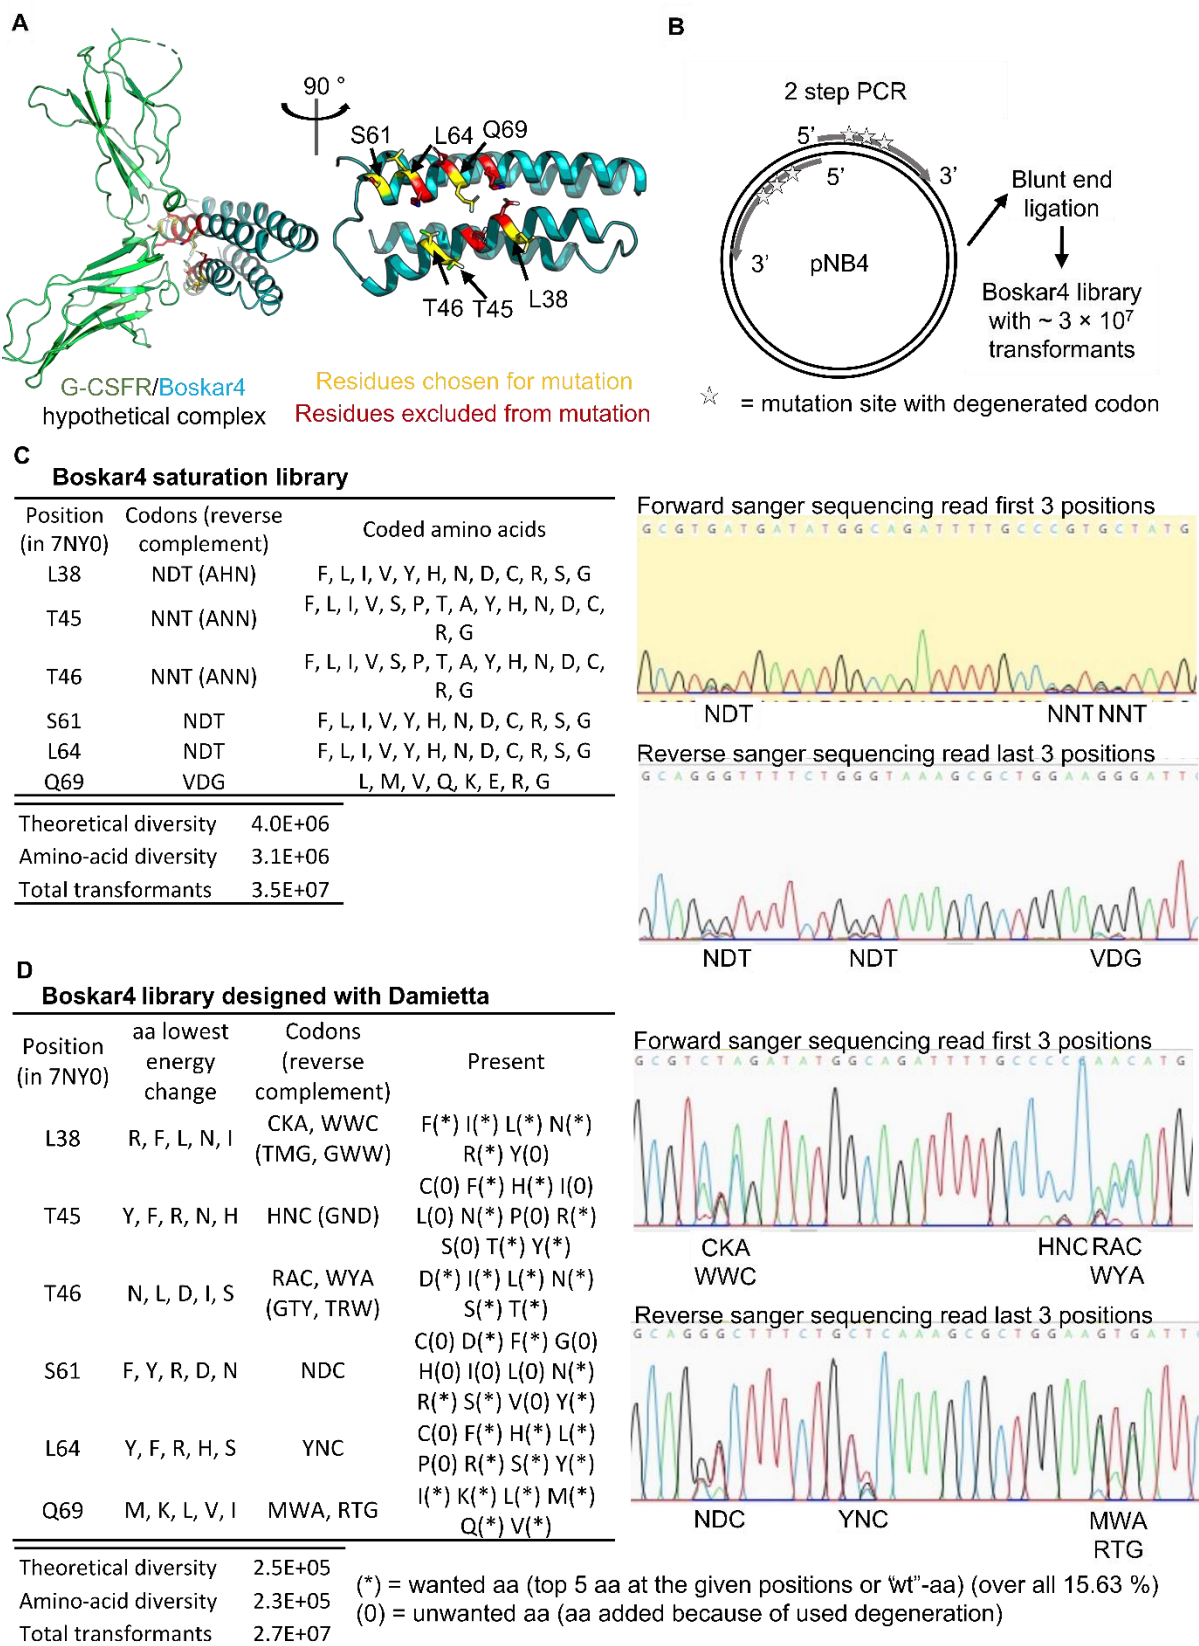 A
90 °
S61
L64
Q69
T46
T45
L38
G-CSFR/Boskar4
hypothetical complex
Residues chosen for mutation
Residues excluded from mutation
B
2 step PCR
5’
5’
3’
3’
pNB4
Blunt end
ligation
Boskar4 library
with ~ 3 × 10⁷
transformants
☆ = mutation site with degenerated codon
C
Boskar4 saturation library
Position (in 7NY0) Codons (reverse complement) Coded amino acids
L38 NDT (AHN) F, L, I, V, Y, H, N, D, C, R, S, G
T45 NNT (ANN) F, L, I, V, S, P, T, A, Y, H, N, D, C,
R, G
T46 NNT (ANN) F, L, I, V, S, P, T, A, Y, H, N, D, C,
R, G
S61 NDT F, L, I, V, Y, H, N, D, C, R, S, G
L64 NDT F, L, I, V, Y, H, N, D, C, R, S, G
Q69 VDG L, M, V, Q, K, E, R, G
Theoretical diversity 4.0E+06
Amino-acid diversity 3.1E+06
Total transformants 3.5E+07
Forward sanger sequencing read first 3 positions
G C G T G A T G A T A T G G C A G A T T T T G C C C G T G C T A T G
NDT NNT NNT
Reverse sanger sequencing read last 3 positions
G C A G G G T T T T C T G G G T A A A G C G C T G G A A G G G A T T C
NDT NDT VDG
D
Boskar4 library designed with Damietta
Position (in 7NY0) aa lowest energy change Codons (reverse complement) Present
L38 R, F, L, N, I CKA, WWC (TMG, GWW) F(*) I(*) L(*) N(*)
R(*) Y(0)
T45 Y, F, R, N, H HNC (GND) C(0) F(*) H(*) I(0)
L(0) N(*) P(0) R(*)
S(0) T(*) Y(*)
T46 N, L, D, I, S RAC, WYA (GTY, TRW) D(*) I(*) L(*) N(*)
S(*) T(*)
S61 F, Y, R, D, N NDC C(0) D(*) F(*) G(0)
H(0) I(0) L(0) N(*)
R(*) S(*) V(0) Y(*)
L64 Y, F, R, H, S YNC C(0) F(*) H(*) L(*)
P(0) R(*) S(*) Y(*)
Q69 M, K, L, V, I MWA, RTG I(*) K(*) L(*) M(*)
Q(*) V(*)
Theoretical diversity 2.5E+05
Amino-acid diversity 2.3E+05
Total transformants 2.7E+07
Forward sanger sequencing read first 3 positions
G C G T C T A G A T A T G G C A G A T T T T G C C C C G A A C A T G
CKA HNC RAC
WWC WYA
Reverse sanger sequencing read last 3 positions
G C A G G G C T T T C T G C T C A A A G C G C T G G A A G T G A T T C
NDC YNC MWA
RTG
(*) = wanted aa (top 5 aa at the given positions or “wt”-aa) (over all 15.63 %)
(0) = unwanted aa (aa added because of used degeneration)